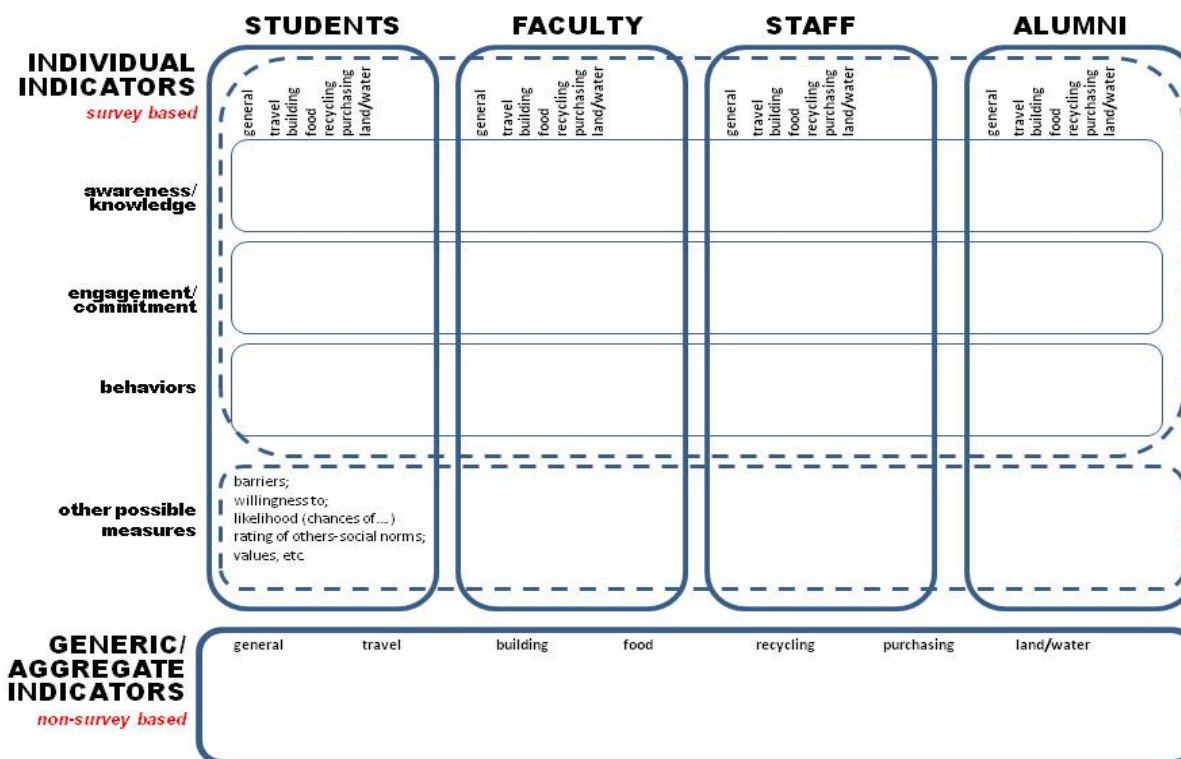 STUDENTS FACULTY STAFF ALUMNI
INDIVIDUAL
INDICATORS
survey based
general
travel
building
food
recycling
purchasing
land/water
general
travel
building
food
recycling
purchasing
land/water
general
travel
building
food
recycling
purchasing
land/water
general
travel
building
food
recycling
purchasing
land/water
awareness/
knowledge
engagement/
commitment
behaviors
other possible
measures
barriers;
willingness to;
likelihood (chances of....)
rating of others-social norms;
values, etc
GENERIC/
AGGREGATE
INDICATORS
non-survey based
general travel building food recycling purchasing land/water